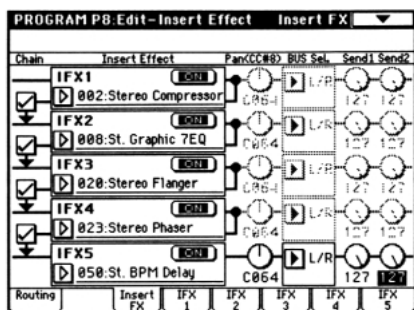 PROGRAM P8:Edit-Insert Effect Insert FX
Chain Insert Effect Pan(CC#8) BUS Sel. Send1 Send2
IFX1 ON
002:Stereo Compressor L/R
C064 127 127
IFX2 ON
008:St. Graphic 7EQ L/R
C064 127 127
IFX3 ON
020:Stereo Flanger L/R
C064 127 127
IFX4 ON
023:Stereo Phaser L/R
C064 127 127
IFX5 ON
050:St. BPM Delay L/R
C064 127 127
Routing Insert FX IFX 1 IFX 2 IFX 3 IFX 4 IFX 5